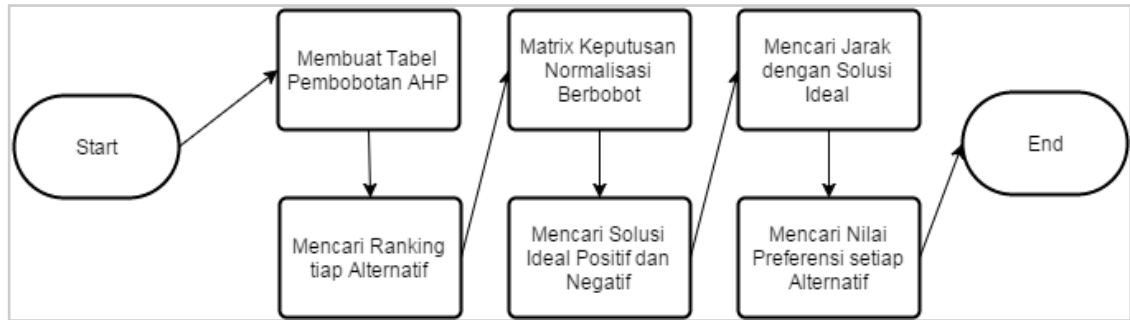 Start
Membuat Tabel
Pembobotan AHP
Mencari Ranking
tiap Alternatif
Matrix Keputusan
Normalisasi
Berbobot
Mencari Solusi
Ideal Positif dan
Negatif
Mencari Jarak
dengan Solusi
Ideal
Mencari Nilai
Preferensi setiap
Alternatif
End